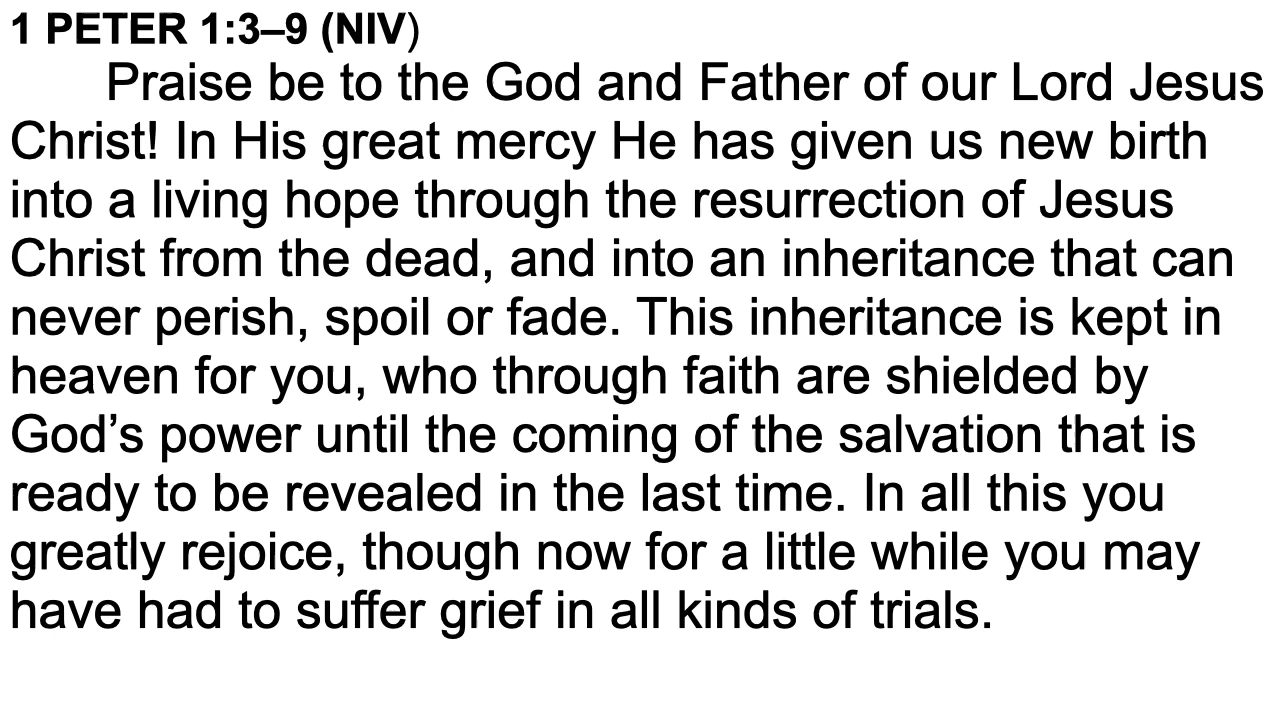 1 PETER 1:3–9 (NIV)
Praise be to the God and Father of our Lord Jesus
Christ! In His great mercy He has given us new birth
into a living hope through the resurrection of Jesus
Christ from the dead, and into an inheritance that can
never perish, spoil or fade. This inheritance is kept in
heaven for you, who through faith are shielded by
God’s power until the coming of the salvation that is
ready to be revealed in the last time. In all this you
greatly rejoice, though now for a little while you may
have had to suffer grief in all kinds of trials.